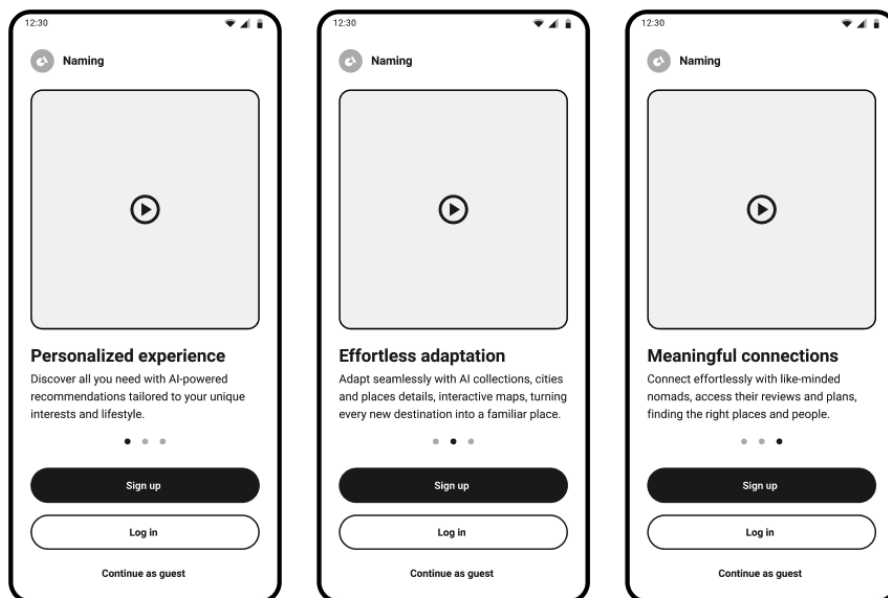 12:30
Naming
Personalized experience
Discover all you need with AI-powered
recommendations tailored to your unique
interests and lifestyle.
Sign up
Log in
Continue as guest
12:30
Naming
Effortless adaptation
Adapt seamlessly with AI collections, cities
and places details, interactive maps, turning
every new destination into a familiar place.
Sign up
Log in
Continue as guest
12:30
Naming
Meaningful connections
Connect effortlessly with like-minded
nomads, access their reviews and plans,
finding the right places and people.
Sign up
Log in
Continue as guest